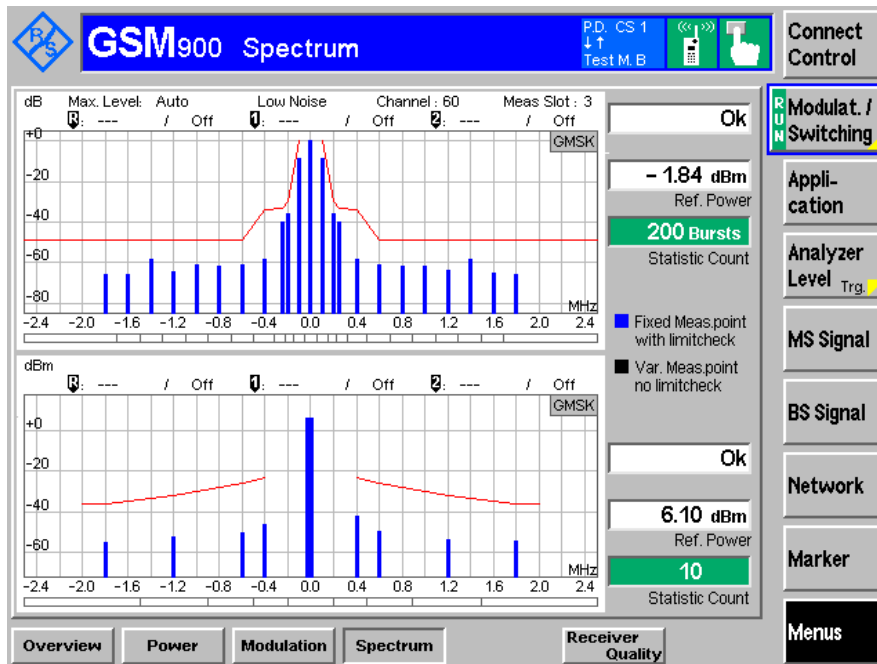 R&S
GSM900 Spectrum
P.D. CS 1
Test M. B
Connect
Control
dB Max. Level: Auto Low Noise Channel : 60 Meas Slot : 3
R: --- / Off 1: --- / Off 2: --- / Off
GMSK
+0
-20
-40
-60
-80
MHz
-2.4 -2.0 -1.6 -1.2 -0.8 -0.4 0.0 0.4 0.8 1.2 1.6 2.0 2.4
Ok
– 1.84 dBm
Ref. Power
200 Bursts
Statistic Count
Fixed Meas.point
with limitcheck
Var. Meas.point
no limitcheck
dBm
R: --- / Off 1: --- / Off 2: --- / Off
GMSK
+0
-20
-40
-60
MHz
-2.4 -2.0 -1.6 -1.2 -0.8 -0.4 0.0 0.4 0.8 1.2 1.6 2.0 2.4
Ok
6.10 dBm
Ref. Power
10
Statistic Count
RUN
Modulat. /
Switching
Appli-
cation
Analyzer
Level Trg.
MS Signal
BS Signal
Network
Marker
Menus
Overview Power Modulation Spectrum Receiver
Quality